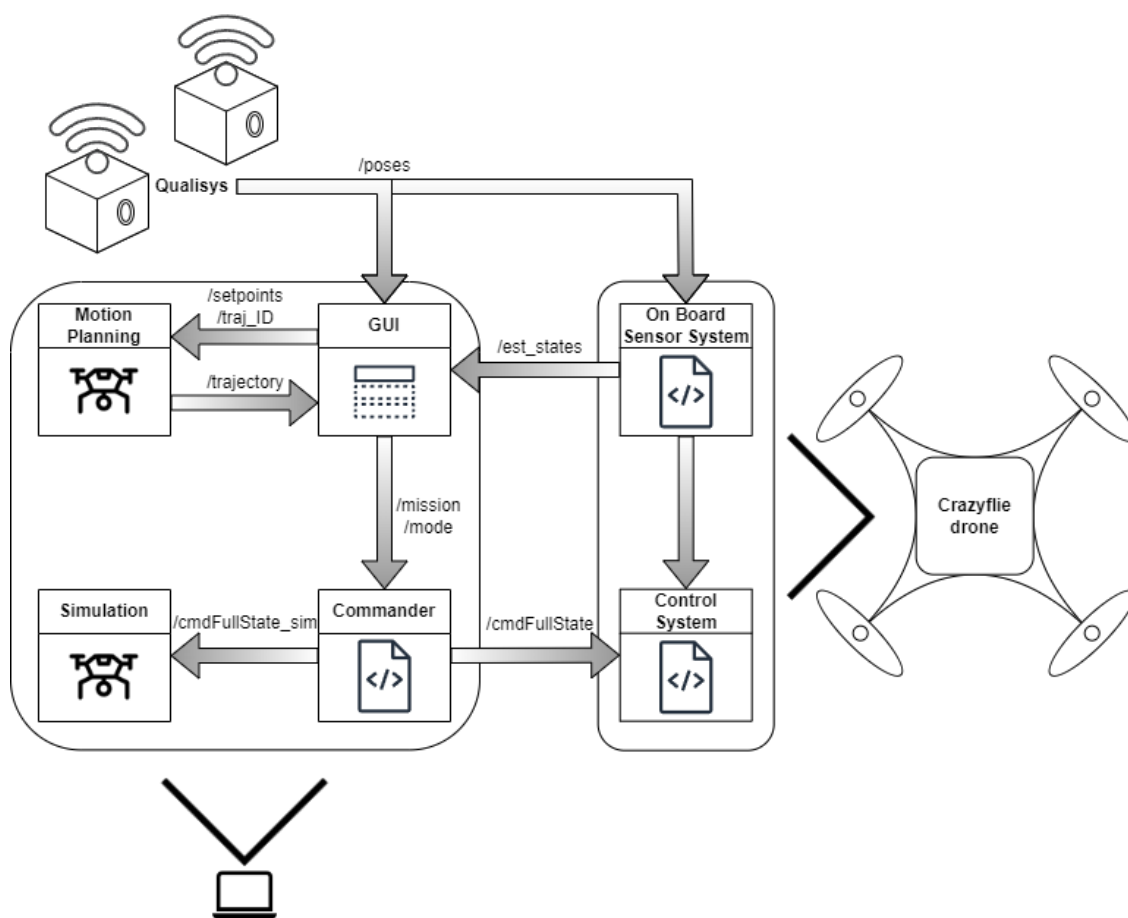 /poses
Qualisys
Motion
Planning
/setpoints
/traj_ID
GUI
/trajectory
/est_states
On Board
Sensor System
</>
/mission
/mode
Crazyflie
drone
Simulation
/cmdFullState_sim
Commander
</>
/cmdFullState
Control
System
</>